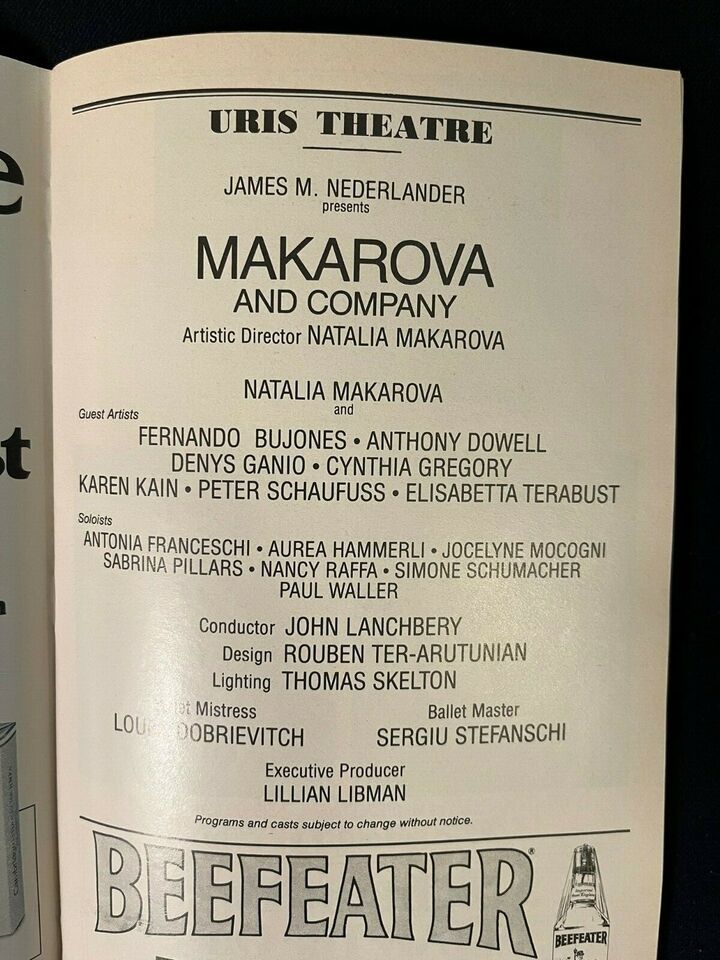 URIS THEATRE
JAMES M. NEDERLANDER
presents
MAKAROVA
AND COMPANY
Artistic Director NATALIA MAKAROVA
NATALIA MAKAROVA
and
Guest Artists
FERNANDO BUJONES • ANTHONY DOWELL
DENYS GANIO • CYNTHIA GREGORY
KAREN KAIN • PETER SCHAUFUSS • ELISABETTA TERABUST
Soloists
ANTONIA FRANCESCHI • AUREA HAMMERLI • JOCELYNE MOCOGNI
SABRINA PILLARS • NANCY RAFFA • SIMONE SCHUMACHER
PAUL WALLER
Conductor JOHN LANCHBERY
Design ROUBEN TER-ARUTUNIAN
Lighting THOMAS SKELTON
Mistress
DOBRIEVITCH
Ballet Master
SERGIU STEFANSCHI
Executive Producer
LILLIAN LIBMAN
Programs and casts subject to change without notice.
BEEFEATER®
BEEFEATER